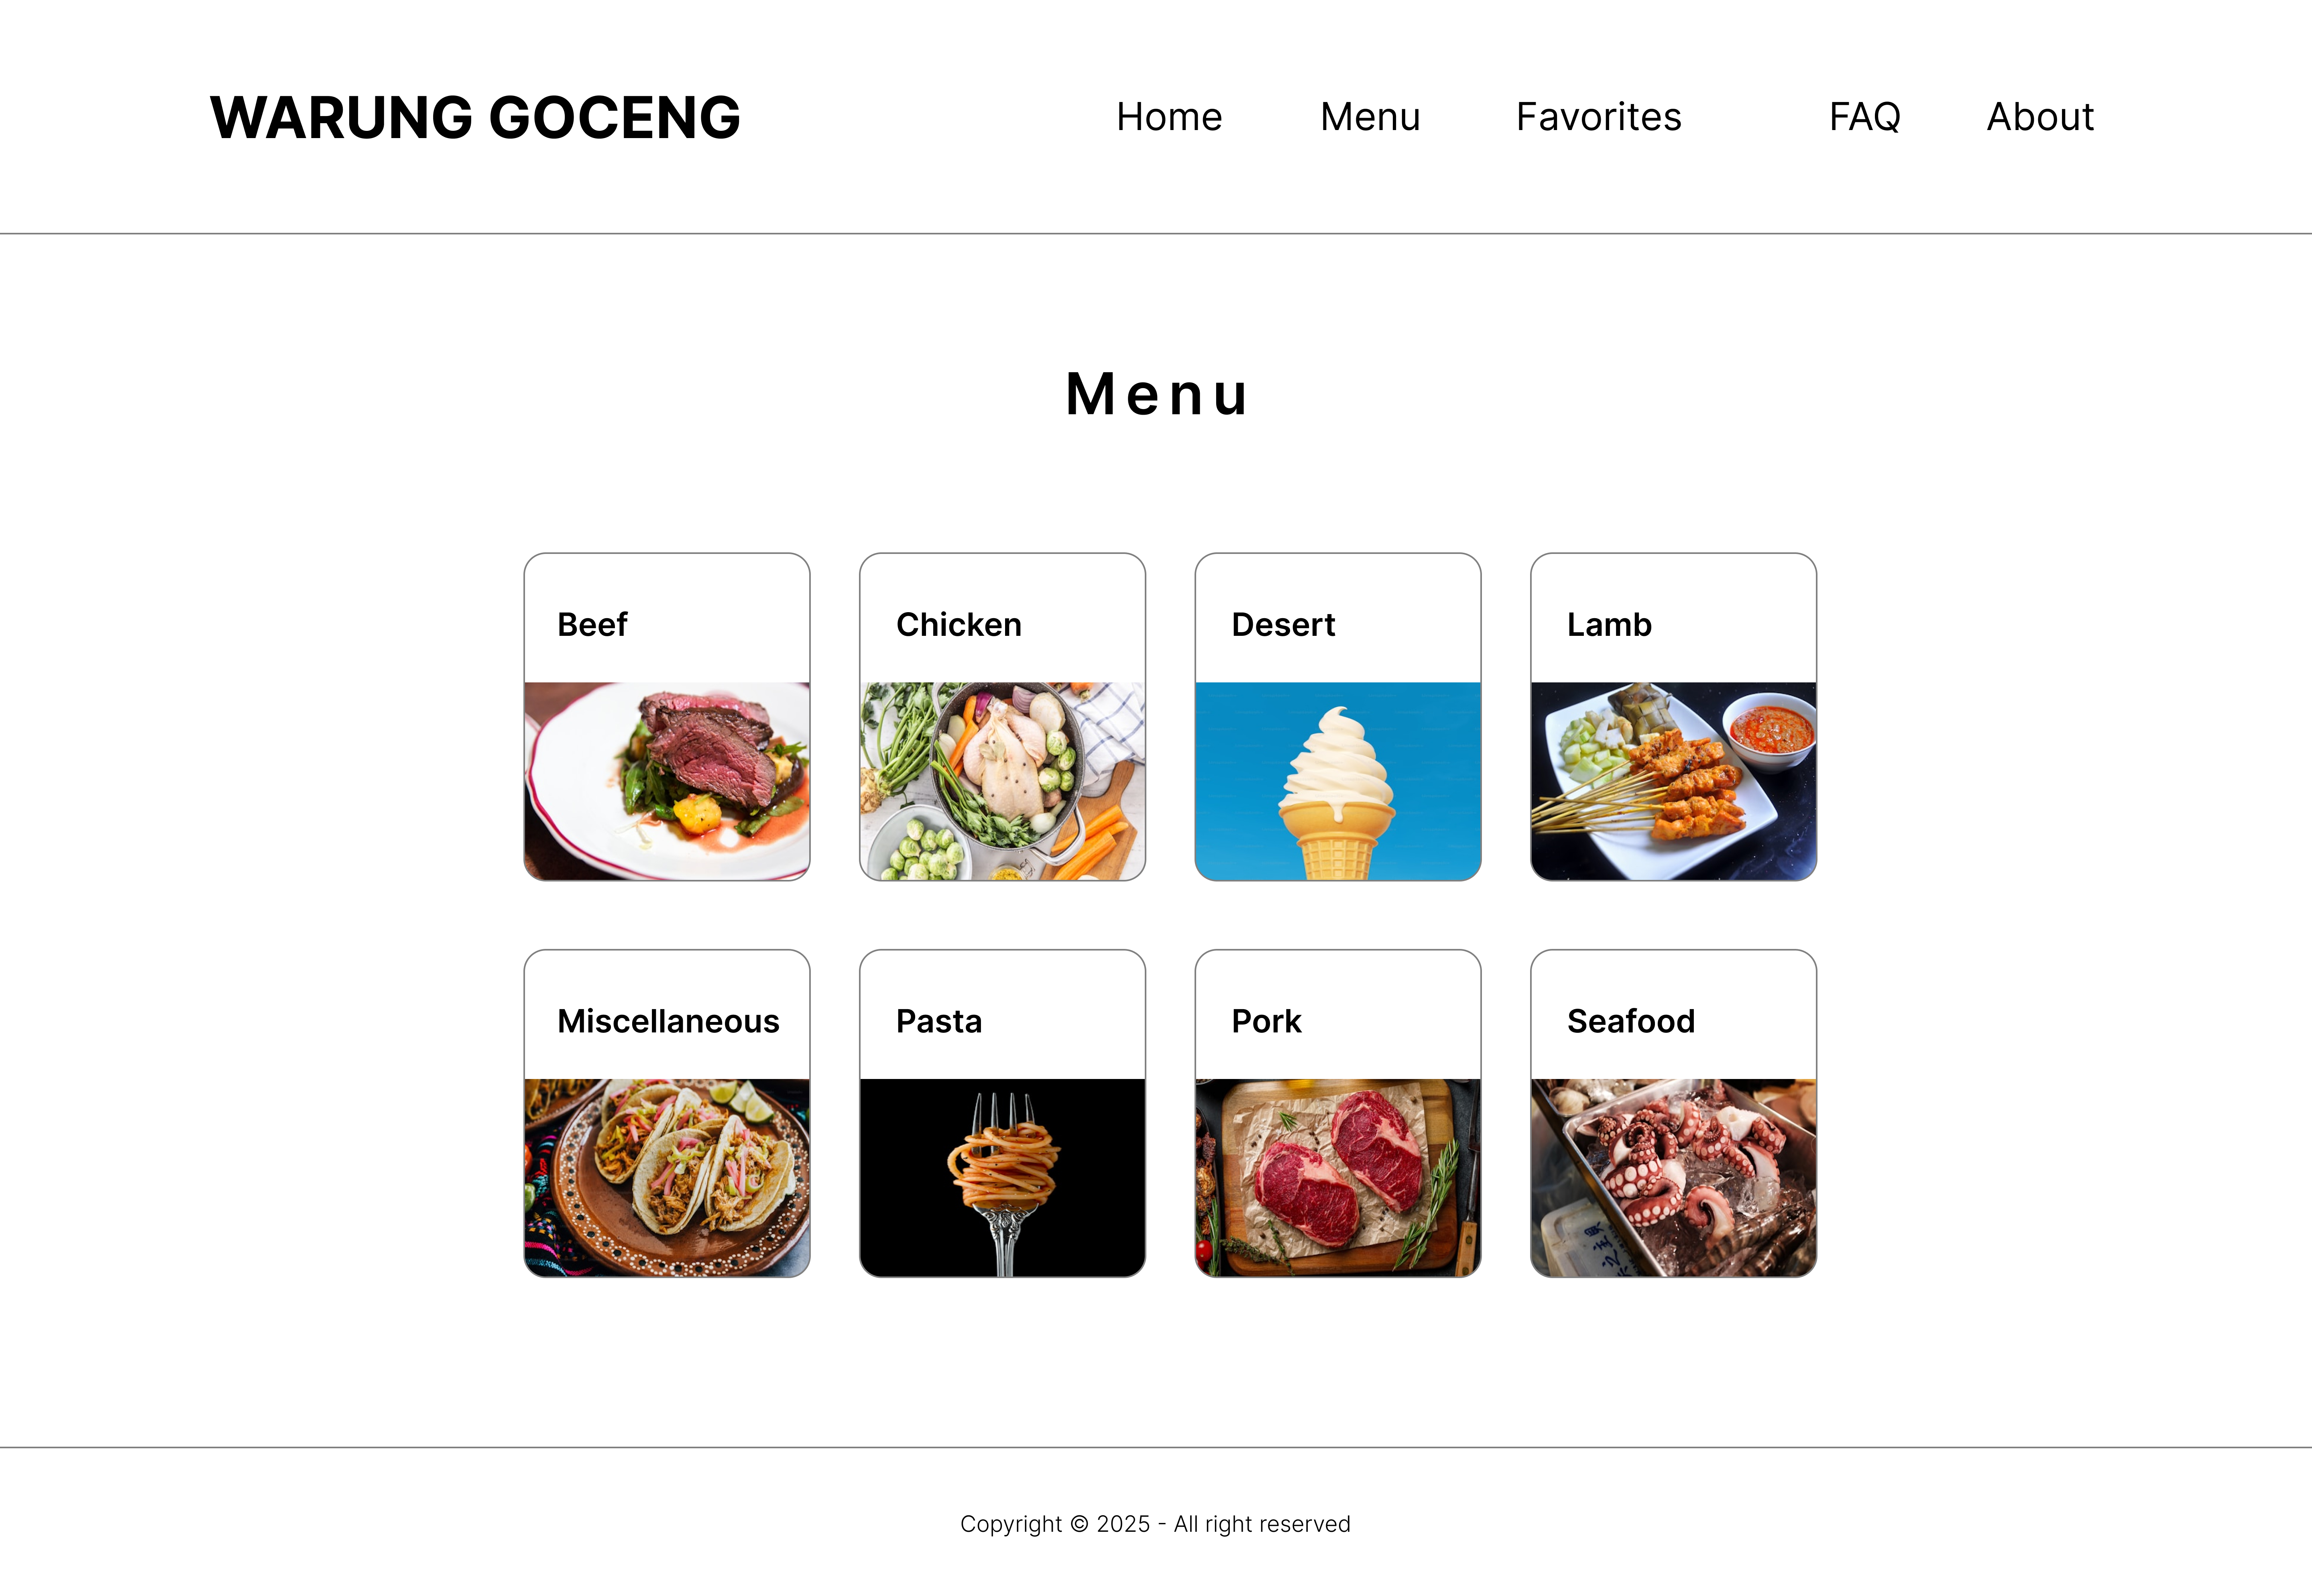 WARUNG GOCENG
Home Menu Favorites FAQ About
Menu
Beef Chicken Desert Lamb
Miscellaneous Pasta Pork Seafood
Copyright © 2025 - All right reserved